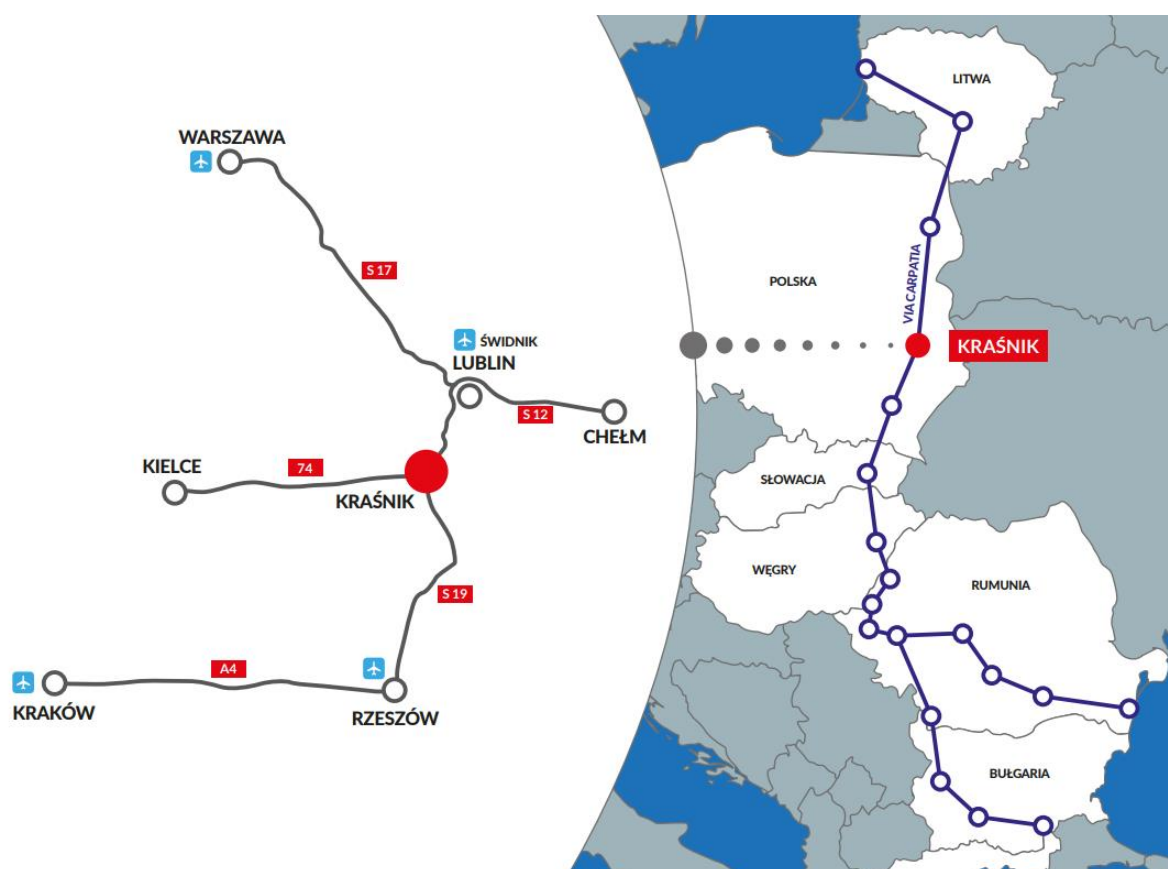 WARSZAWA
S 17
ŚWIDNIK
LUBLIN
S 12
CHEŁM
KIELCE
74
KRAŚNIK
S 19
A4
KRAKÓW
RZESZÓW
LITWA
POLSKA
VIA CARPATIA
KRAŚNIK
SŁOWACJA
WĘGRY
RUMUNIA
BUŁGARIA